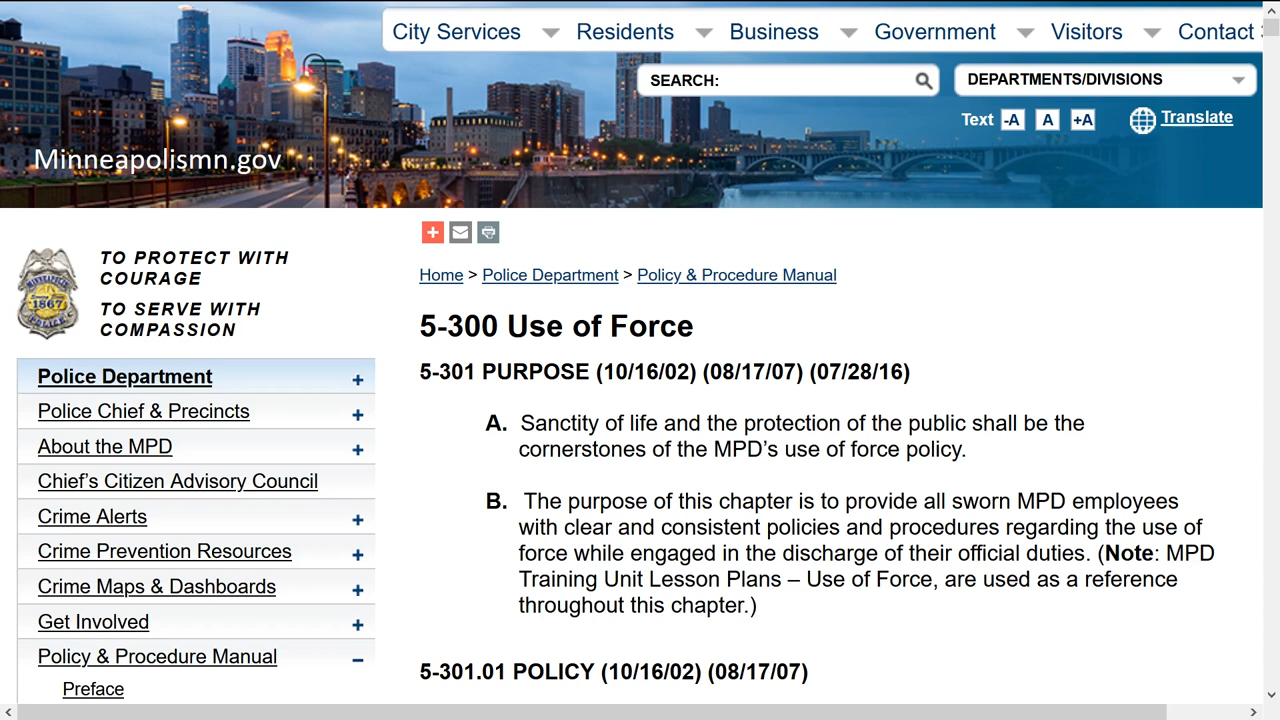 City Services Residents Business Government Visitors Contact
SEARCH: DEPARTMENTS/DIVISIONS
Text -A A +A Translate
Minneapolismn.gov
TO PROTECT WITH
COURAGE
TO SERVE WITH
COMPASSION
MINNEAPOLIS
1867
POLICE
Police Department +
Police Chief & Precincts +
About the MPD +
Chief’s Citizen Advisory Council
Crime Alerts +
Crime Prevention Resources +
Crime Maps & Dashboards +
Get Involved +
Policy & Procedure Manual –
Preface
Home > Police Department > Policy & Procedure Manual
5-300 Use of Force
5-301 PURPOSE (10/16/02) (08/17/07) (07/28/16)
A. Sanctity of life and the protection of the public shall be the
cornerstones of the MPD’s use of force policy.
B. The purpose of this chapter is to provide all sworn MPD employees
with clear and consistent policies and procedures regarding the use of
force while engaged in the discharge of their official duties. (Note: MPD
Training Unit Lesson Plans – Use of Force, are used as a reference
throughout this chapter.)
5-301.01 POLICY (10/16/02) (08/17/07)